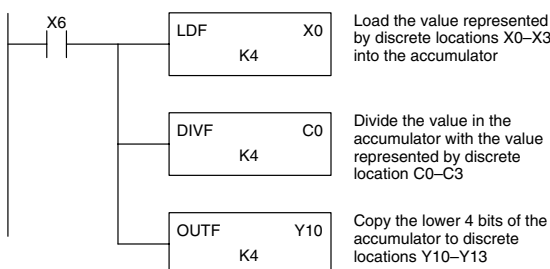 X6
LDF X0
K4
Load the value represented
by discrete locations X0–X3
into the accumulator
DIVF C0
K4
Divide the value in the
accumulator with the value
represented by discrete
location C0–C3
OUTF Y10
K4
Copy the lower 4 bits of the
accumulator to discrete
locations Y10–Y13